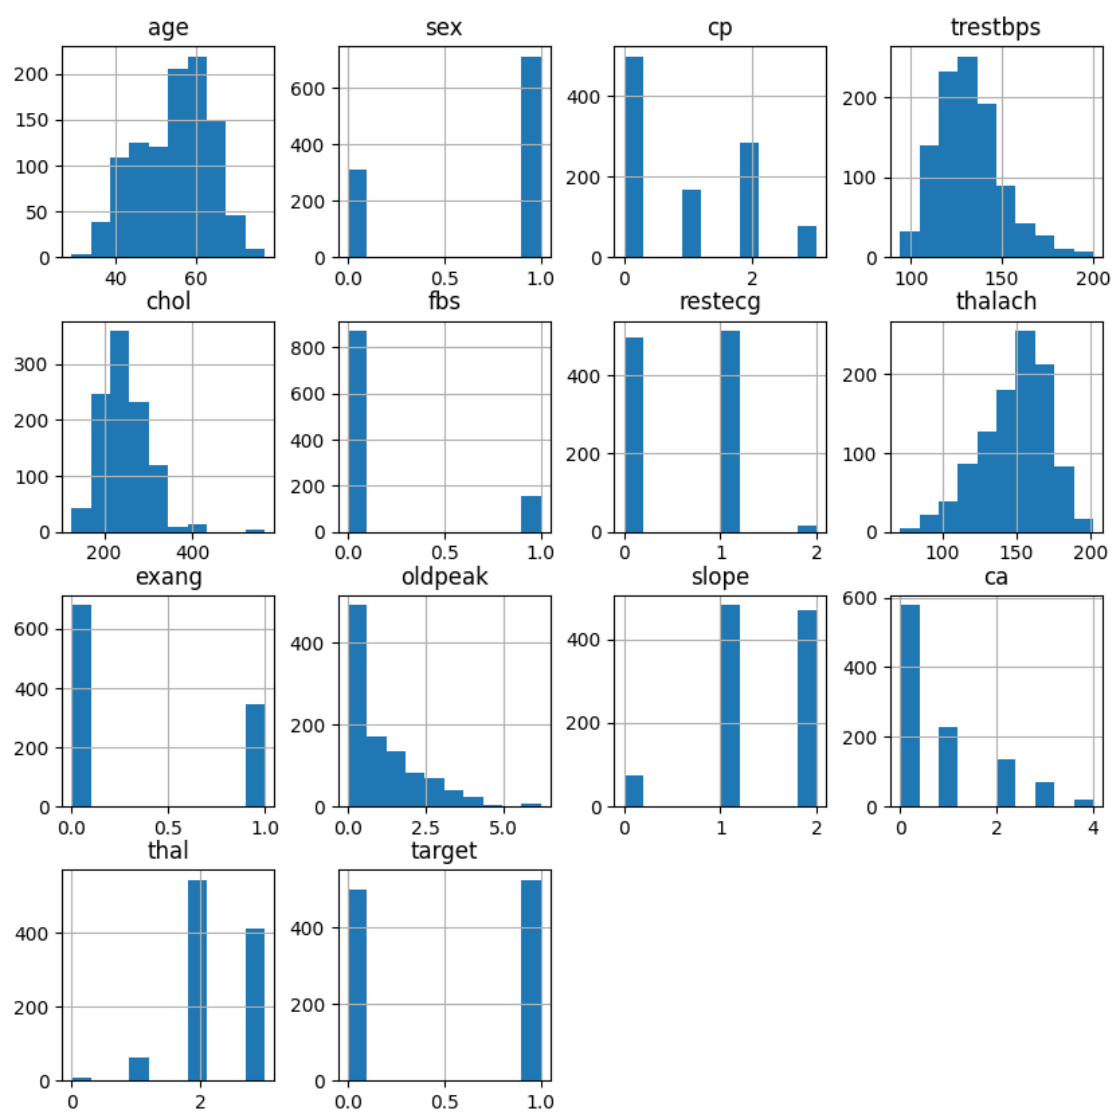 age sex cp trestbps
200 150 100 50 0
600 400 200 0
400 200 0
200 100 0
40 60
0.0 0.5 1.0
0 2
100 150 200
chol fbs restecg thalach
300 200 100 0
800 600 400 200 0
400 200 0
200 100 0
200 400
0.0 0.5 1.0
0 1 2
100 150 200
exang oldpeak slope ca
600 400 200 0
400 200 0
400 200 0
600 400 200 0
0.0 0.5 1.0
0.0 2.5 5.0
0 1 2
0 2 4
thal target
400 200 0
400 200 0
0 2
0.0 0.5 1.0